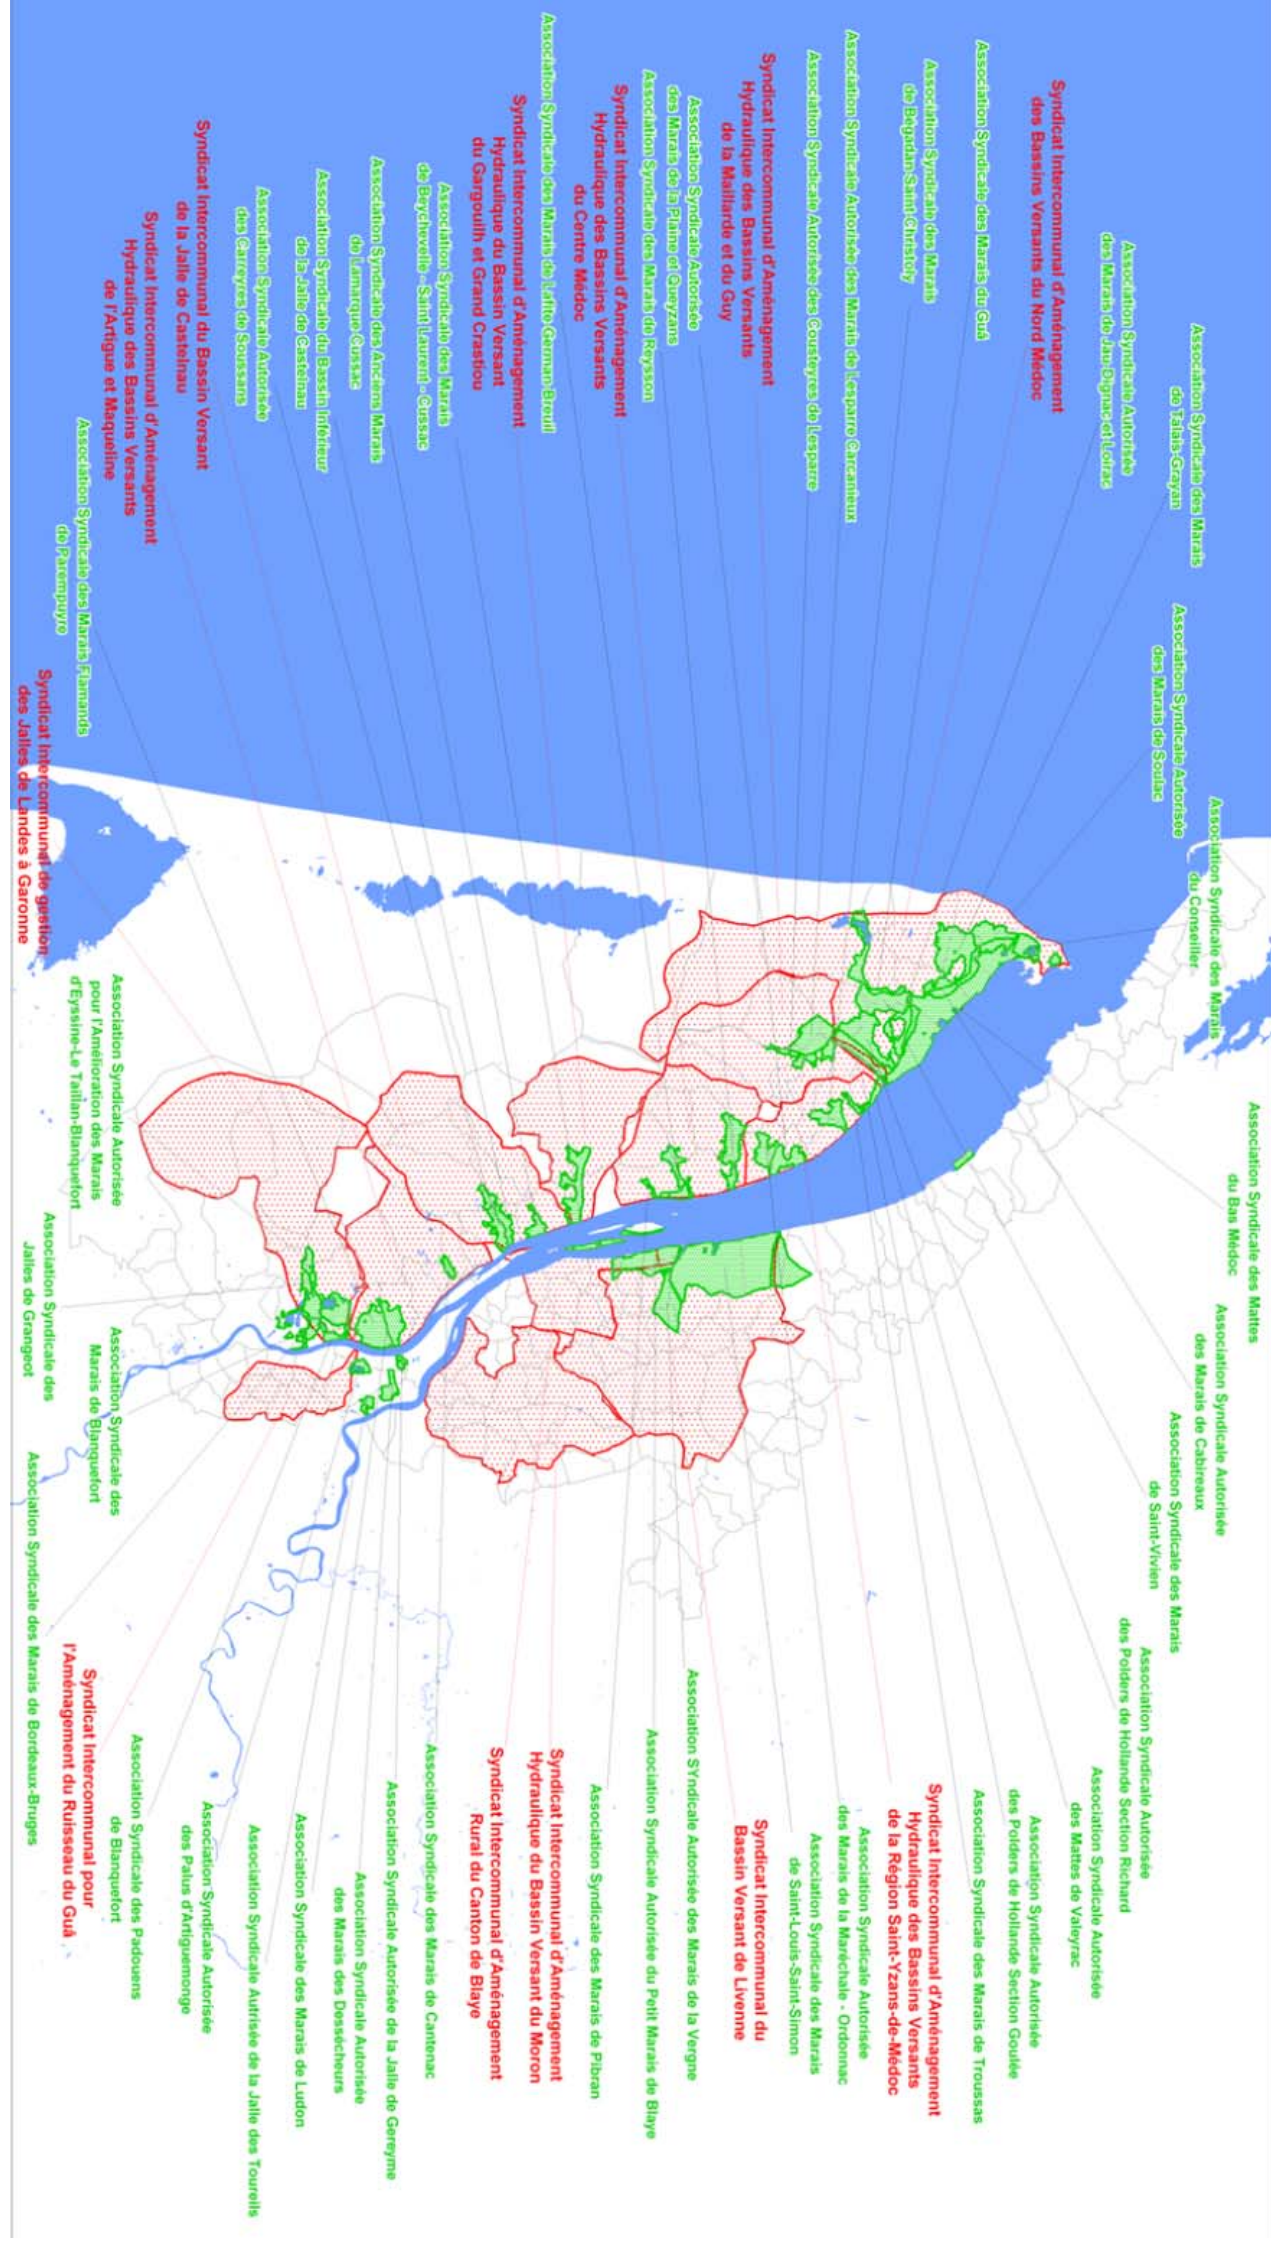 Association Syndicale des Marais
du Conseiller
Association Syndicale Autorisée
des Marais de Soulac
Association Syndicale des Marais
de Talais-Grayan
Association Syndicale Autorisée
des Marais de Jau Dignac et Loirac
Syndicat Intercommunal d'Aménagement
des Bassins Versants du Nord Médoc
Association Syndicale des Marais du Guâ
Association Syndicale des Marais
de Bégadan-Saint Christoly
Association Syndicale Autorisée des Marais de Lesparre Carcanieux
Association Syndicale Autorisée des Cousteyres de Lesparre
Syndicat Intercommunal d'Aménagement
Hydraulique des Bassins Versants
de la Maillarde et du Guy
Association Syndicale Autorisée
des Marais de la Plaine et Queyzans
Association Syndicale des Marais de Reysson
Syndicat Intercommunal d'Aménagement
Hydraulique des Bassins Versants
du Centre Médoc
Association Syndicale des Marais de Lafite-German-Breuil
Syndicat Intercommunal d'Aménagement
Hydraulique du Bassin Versant
du Gargouilh et Grand Crastiou
Association Syndicale des Marais
de Beychevelle - Saint Laurent - Cussac
Association Syndicale des Anciens Marais
de Lamarque Cussac
Association Syndicale du Bassin Inférieur
de la Jalle de Castelnau
Association Syndicale Autorisée
des Carreyres de Soussans
Syndicat Intercommunal du Bassin Versant
de la Jalle de Castelnau
Syndicat Intercommunal d'Aménagement
Hydraulique des Bassins Versants
de l'Artigue et Maqueline
Association Syndicale des Marais Flamands
de Parempuyre
Syndicat Intercommunal de gestion
des Jalles de Landes à Garonne
Association Syndicale Autorisée
pour l'Amélioration des Marais
d'Eyssine-Le Taillan-Blanquefort
Association Syndicale des
Jalles de Grangeot
Association Syndicale des
Marais de Blanquefort
Association Syndicale des Marais de Bordeaux-Bruges
Association Syndicale des Mattes
du Bas Médoc
Association Syndicale Autorisée
des Marais de Cabireaux
Association Syndicale des Marais
de Saint-Vivien
Association Syndicale Autorisée
des Polders de Hollande Section Richard
Association Syndicale Autorisée
des Mattes de Valeyrac
Association Syndicale Autorisée
des Polders de Hollande Section Goulée
Association Syndicale des Marais de Troussas
Syndicat Intercommunal d'Aménagement
Hydraulique des Bassins Versants
de la Région Saint-Yzans-de-Médoc
Association Syndicale Autorisée
des Marais de la Maréchale - Ordonnac
Association Syndicale des Marais
de Saint-Louis-Saint-Simon
Syndicat Intercommunal du
Bassin Versant de Livenne
Association SYndicale Autorisée des Marais de la Vergne
Association Syndicale Autorisée du Petit Marais de Blaye
Association Syndicale des Marais de Pibran
Syndicat Intercommunal d'Aménagement
Hydraulique du Bassin Versant du Moron
Syndicat Intercommunal d'Aménagement
Rural du Canton de Blaye
Association Syndicale des Marais de Cantenac
Association Syndicale Autorisée de la Jalle de Gereyme
Association Syndicale Autorisée
des Marais des Dessécheurs
Association Syndicale des Marais de Ludon
Association Syndicale Autrisée de la Jalle des Toureils
Association Syndicale Autorisée
des Palus d'Artiguemonge
Association Syndicale des Padouens
de Blanquefort
Syndicat Intercommunal pour
l'Aménagement du Ruisseau du Guâ